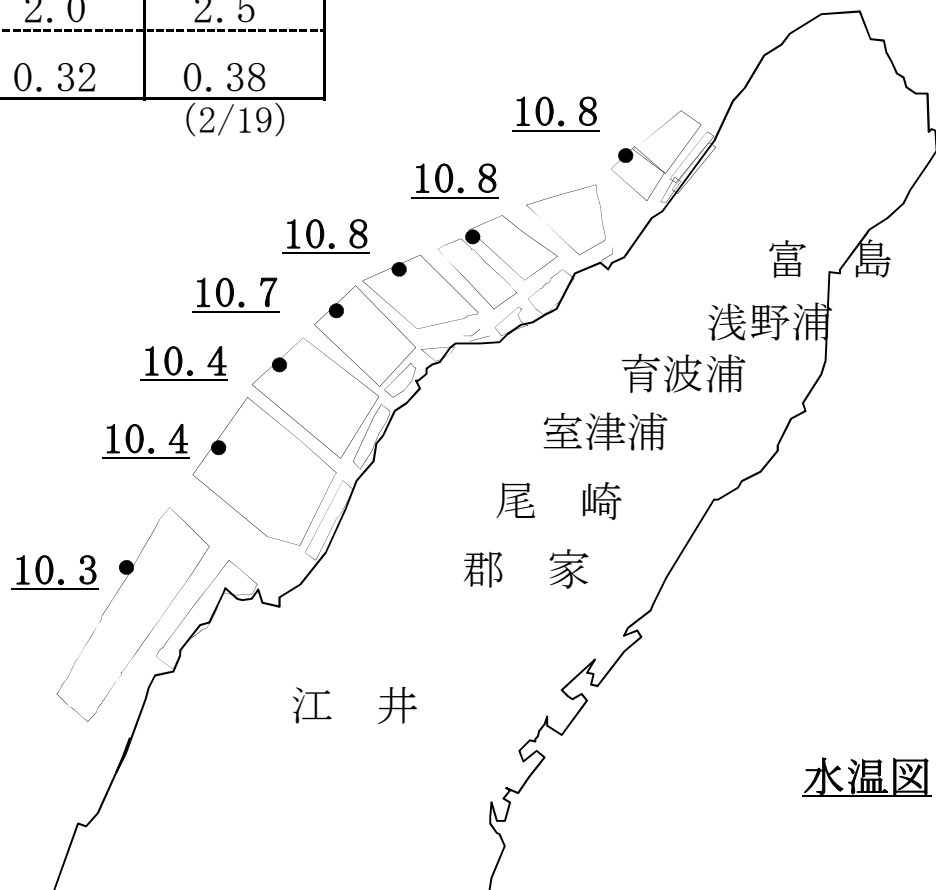 2.0 2.5
0.32 0.38
(2/19)
10.8
10.8
10.8
富 島
10.7
浅野浦
10.4
育波浦
10.4
室津浦
尾 崎
10.3
郡 家
江 井
水温図